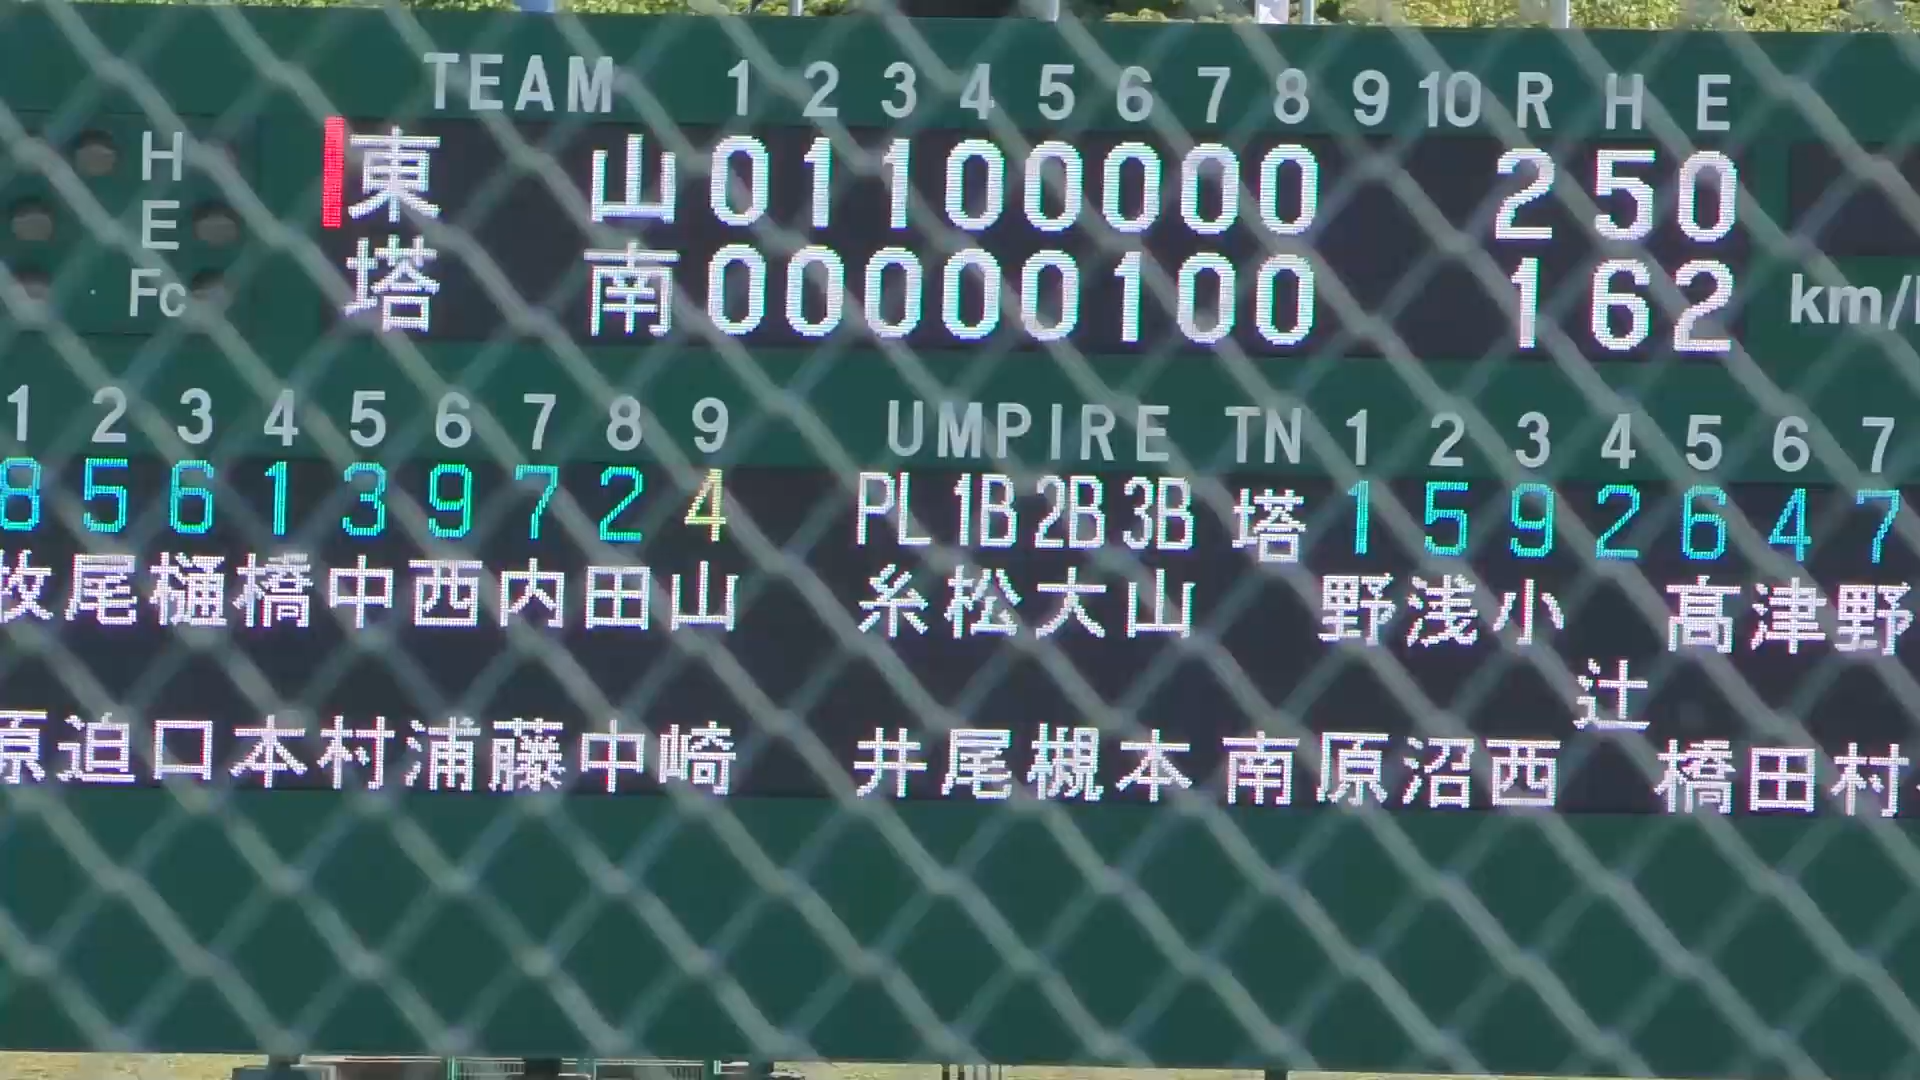 TEAM 1 2 3 4 5 6 7 8 9 10 R H E
H 東山 0 1 1 0 0 0 0 0 2 5 0
E
Fc 塔南 0 0 0 0 0 1 0 0 1 6 2 km/
1 2 3 4 5 6 7 8 9 UMPIRE TN 1 2 3 4 5 6 7
8 5 6 1 3 9 7 2 4 PL 1B 2B 3B 塔 1 5 9 2 6 4 7
牧 尾 樋 橋 中 西 内 田 山 糸 松 大 山 野 浅 小 髙 津 野
辻
原 迫 口 本 村 浦 藤 中 崎 井 尾 槻 本 南 原 沼 西 橋 田 村